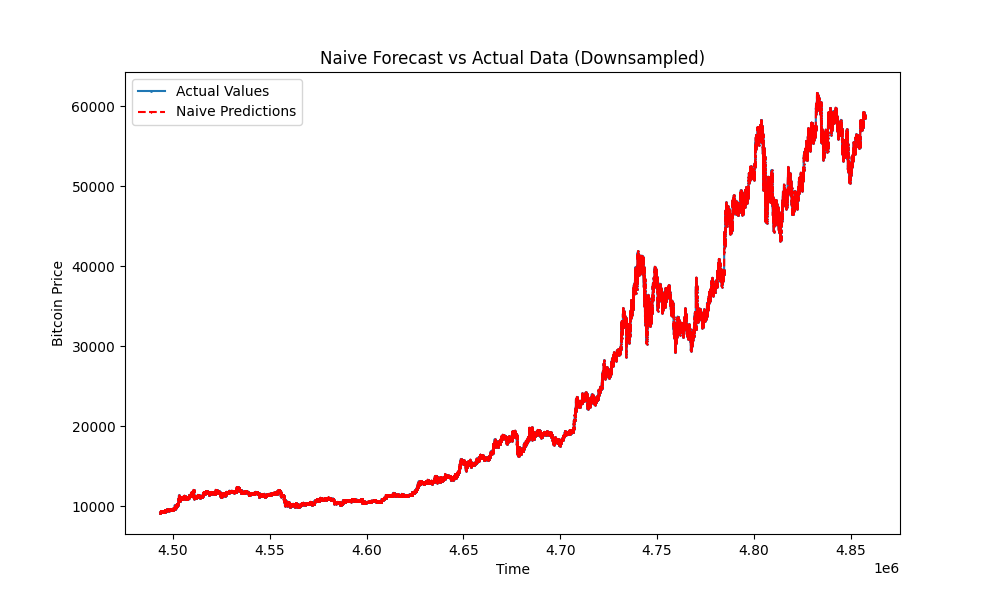 Naive Forecast vs Actual Data (Downsampled)
Actual Values
Naive Predictions
60000
50000
40000
30000
20000
10000
Bitcoin Price
4.50 4.55 4.60 4.65 4.70 4.75 4.80 4.85
1e6
Time